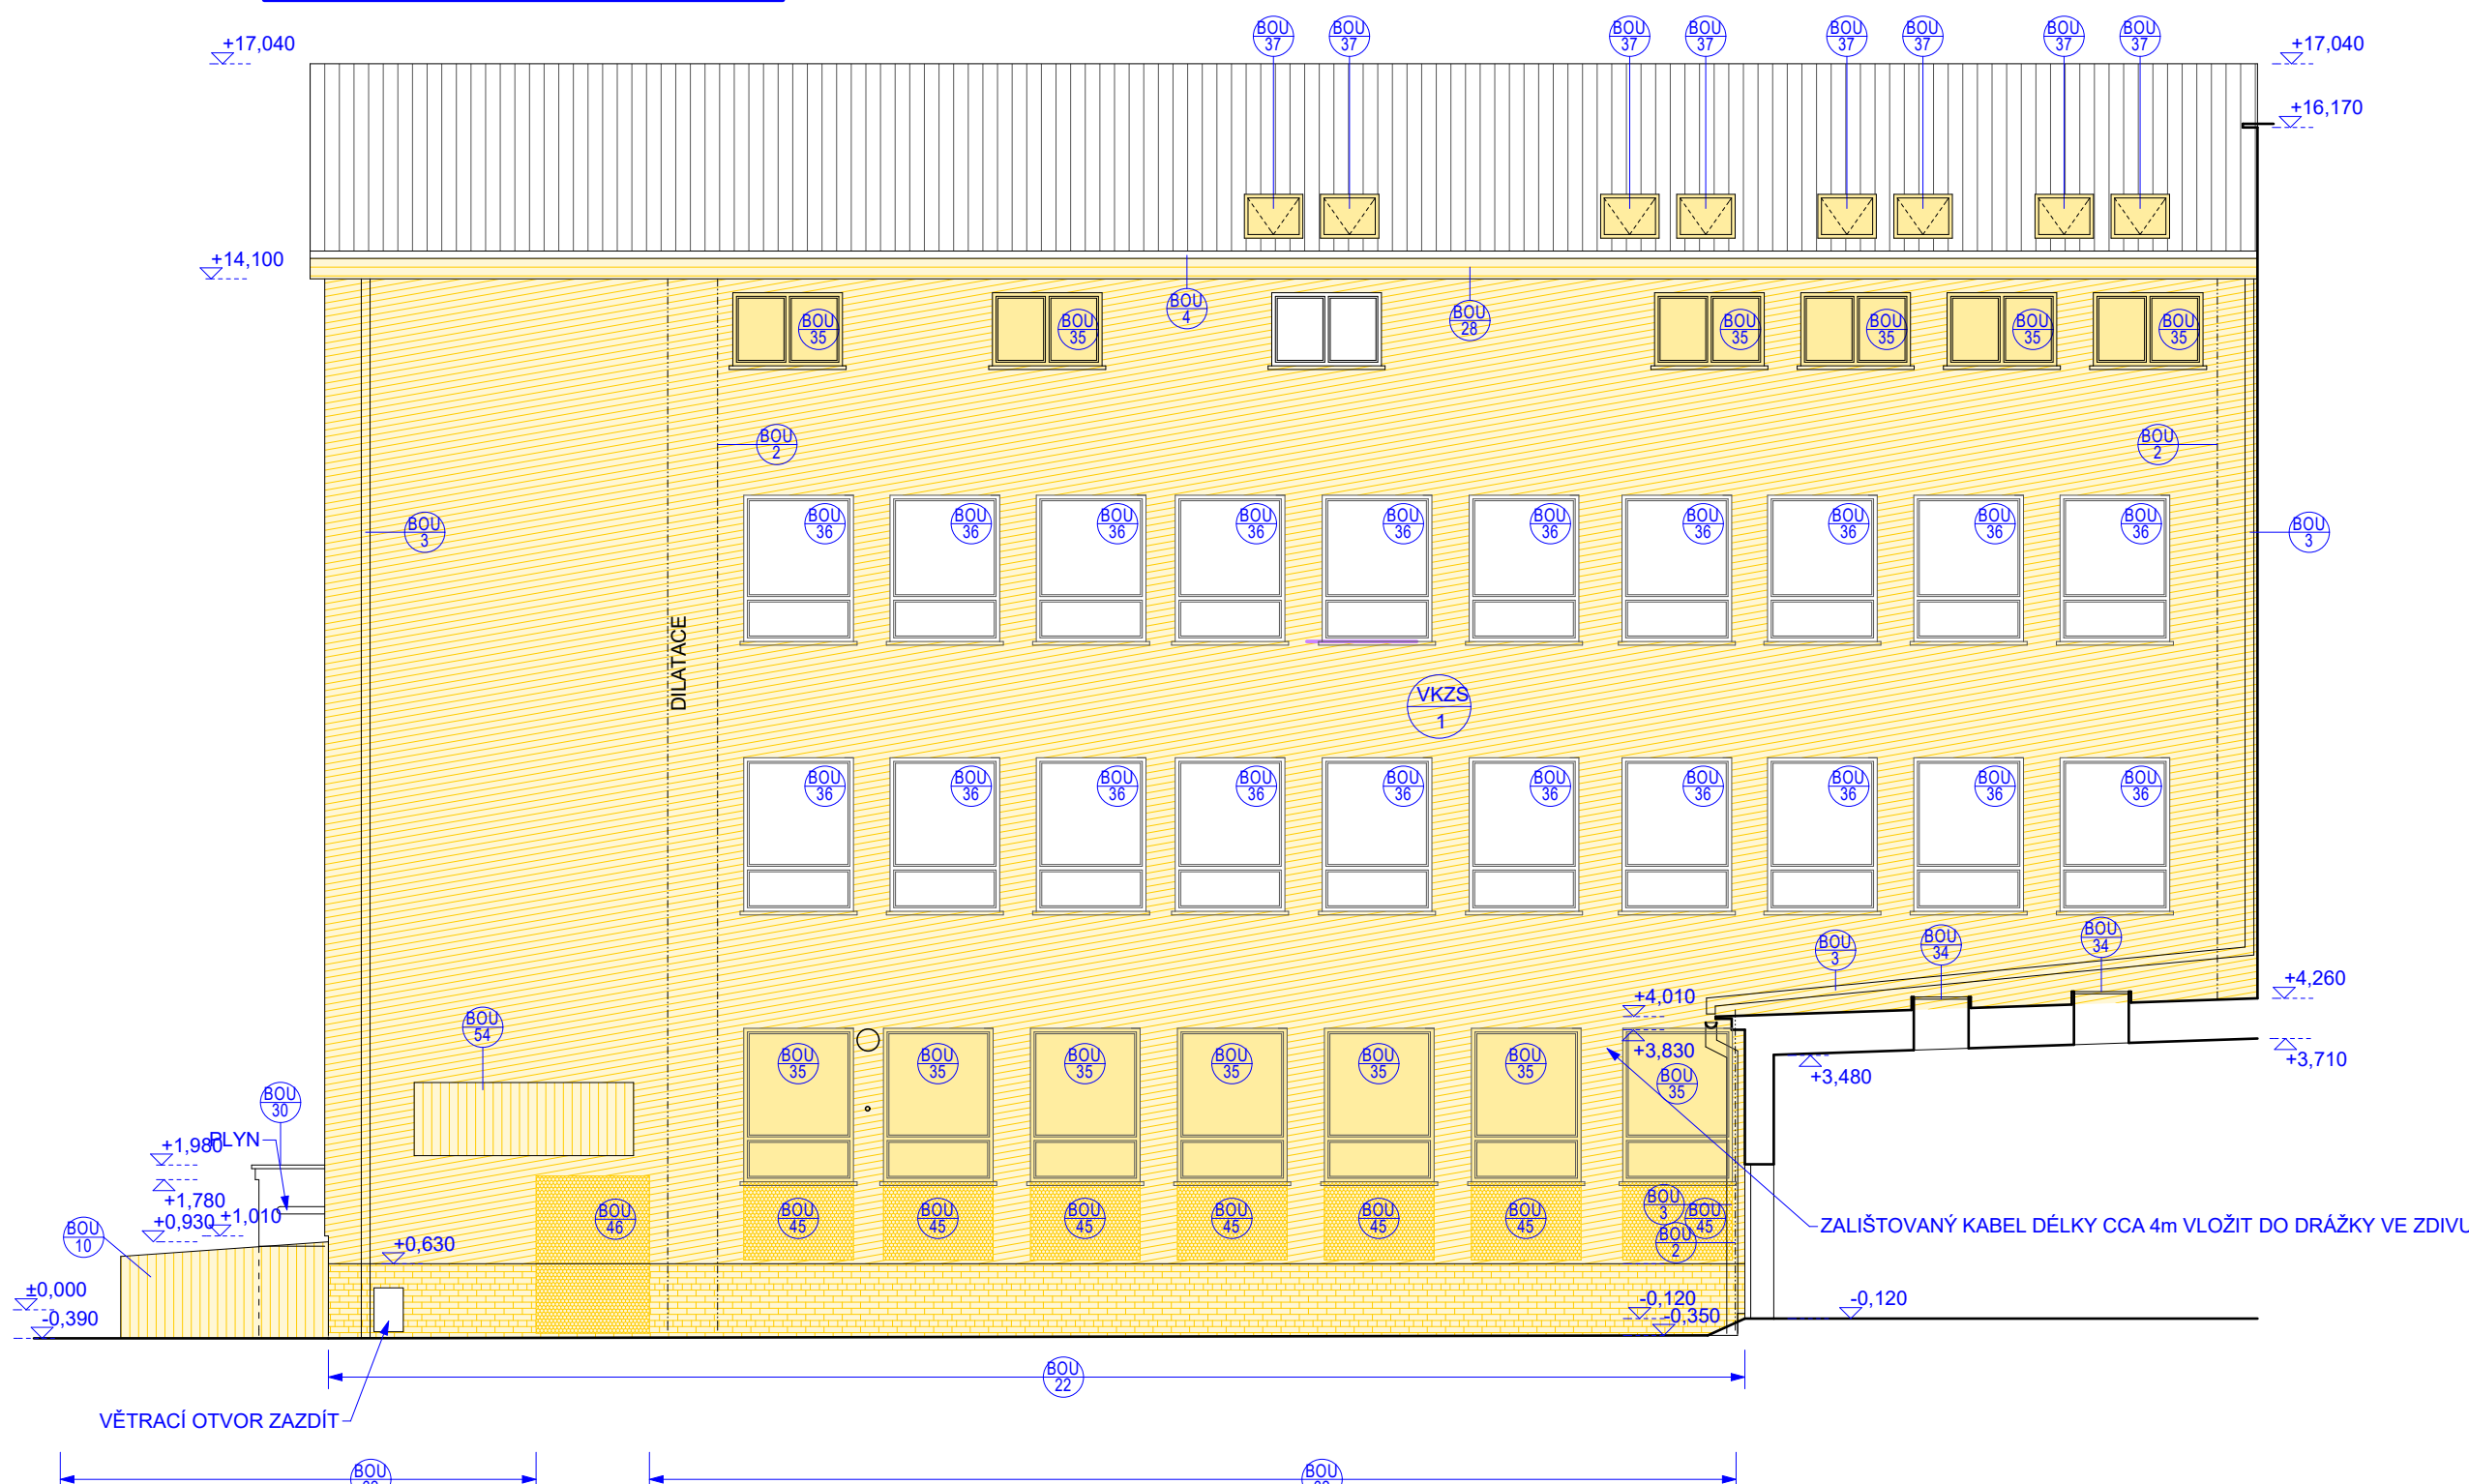 BOU 37
BOU 37
BOU 37
BOU 37
BOU 37
BOU 37
BOU 37
BOU 37
+17,040
+17,040
+16,170
+14,100
BOU 4
BOU 28
BOU 35
BOU 35
BOU 35
BOU 35
BOU 35
BOU 35
BOU 2
BOU 2
BOU 3
BOU 36
BOU 36
BOU 36
BOU 36
BOU 36
BOU 36
BOU 36
BOU 36
BOU 36
BOU 36
BOU 3
DILATACE
VKZS 1
BOU 36
BOU 36
BOU 36
BOU 36
BOU 36
BOU 36
BOU 36
BOU 36
BOU 36
BOU 36
BOU 3
BOU 34
BOU 34
+4,260
+4,010
BOU 54
+3,830
+3,480
+3,710
BOU 35
BOU 35
BOU 35
BOU 35
BOU 35
BOU 35
BOU 35
BOU 30
PLYN
+1,980
+1,780
+0,930
+1,010
BOU 10
+0,630
BOU 46
BOU 45
BOU 45
BOU 45
BOU 45
BOU 45
BOU 45
BOU 3
BOU 45
BOU 2
ZALIŠTOVANÝ KABEL DÉLKY CCA 4m VLOŽIT DO DRÁŽKY VE ZDIVU
±0,000
-0,390
-0,120
-0,350
-0,120
BOU 22
VĚTRACÍ OTVOR ZAZDÍT
BOU
BOU